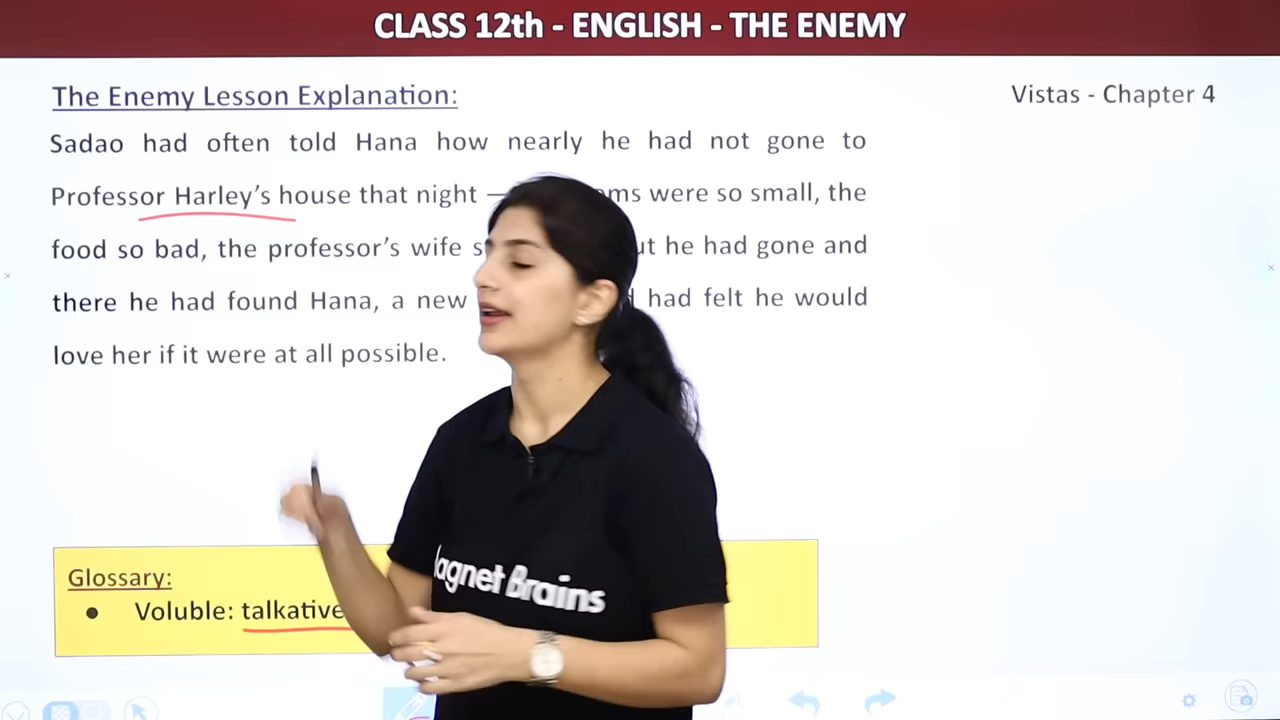 CLASS 12th - ENGLISH - THE ENEMY
The Enemy Lesson Explanation:
Vistas - Chapter 4
Sadao had often told Hana how nearly he had not gone to
Professor Harley's house that night — were so small, the
food so bad, the professor's wife he had gone and
there he had found Hana, a new had felt he would
love her if it were at all possible.
Glossary:
● Voluble: talkative
agnet Brains